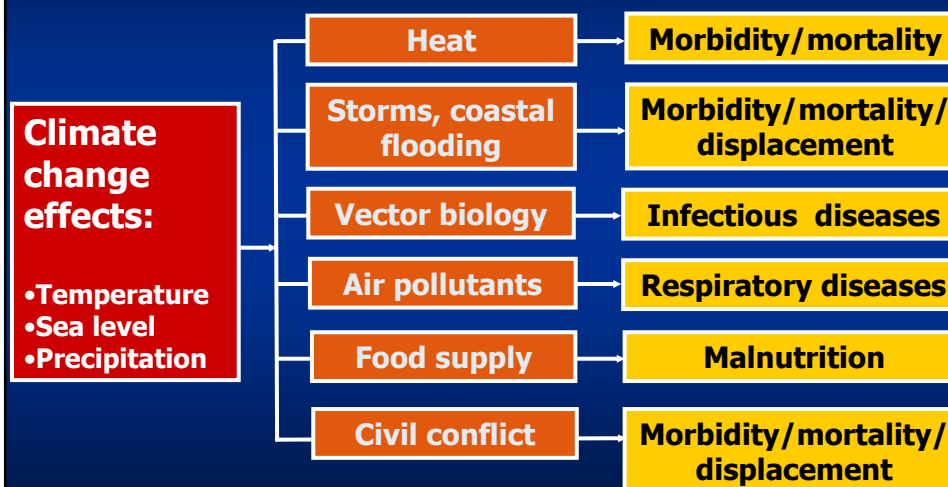 Climate
change
effects:
•Temperature
•Sea level
•Precipitation
Heat
Morbidity/mortality
Storms, coastal
flooding
Morbidity/mortality/
displacement
Vector biology
Infectious diseases
Air pollutants
Respiratory diseases
Food supply
Malnutrition
Civil conflict
Morbidity/mortality/
displacement